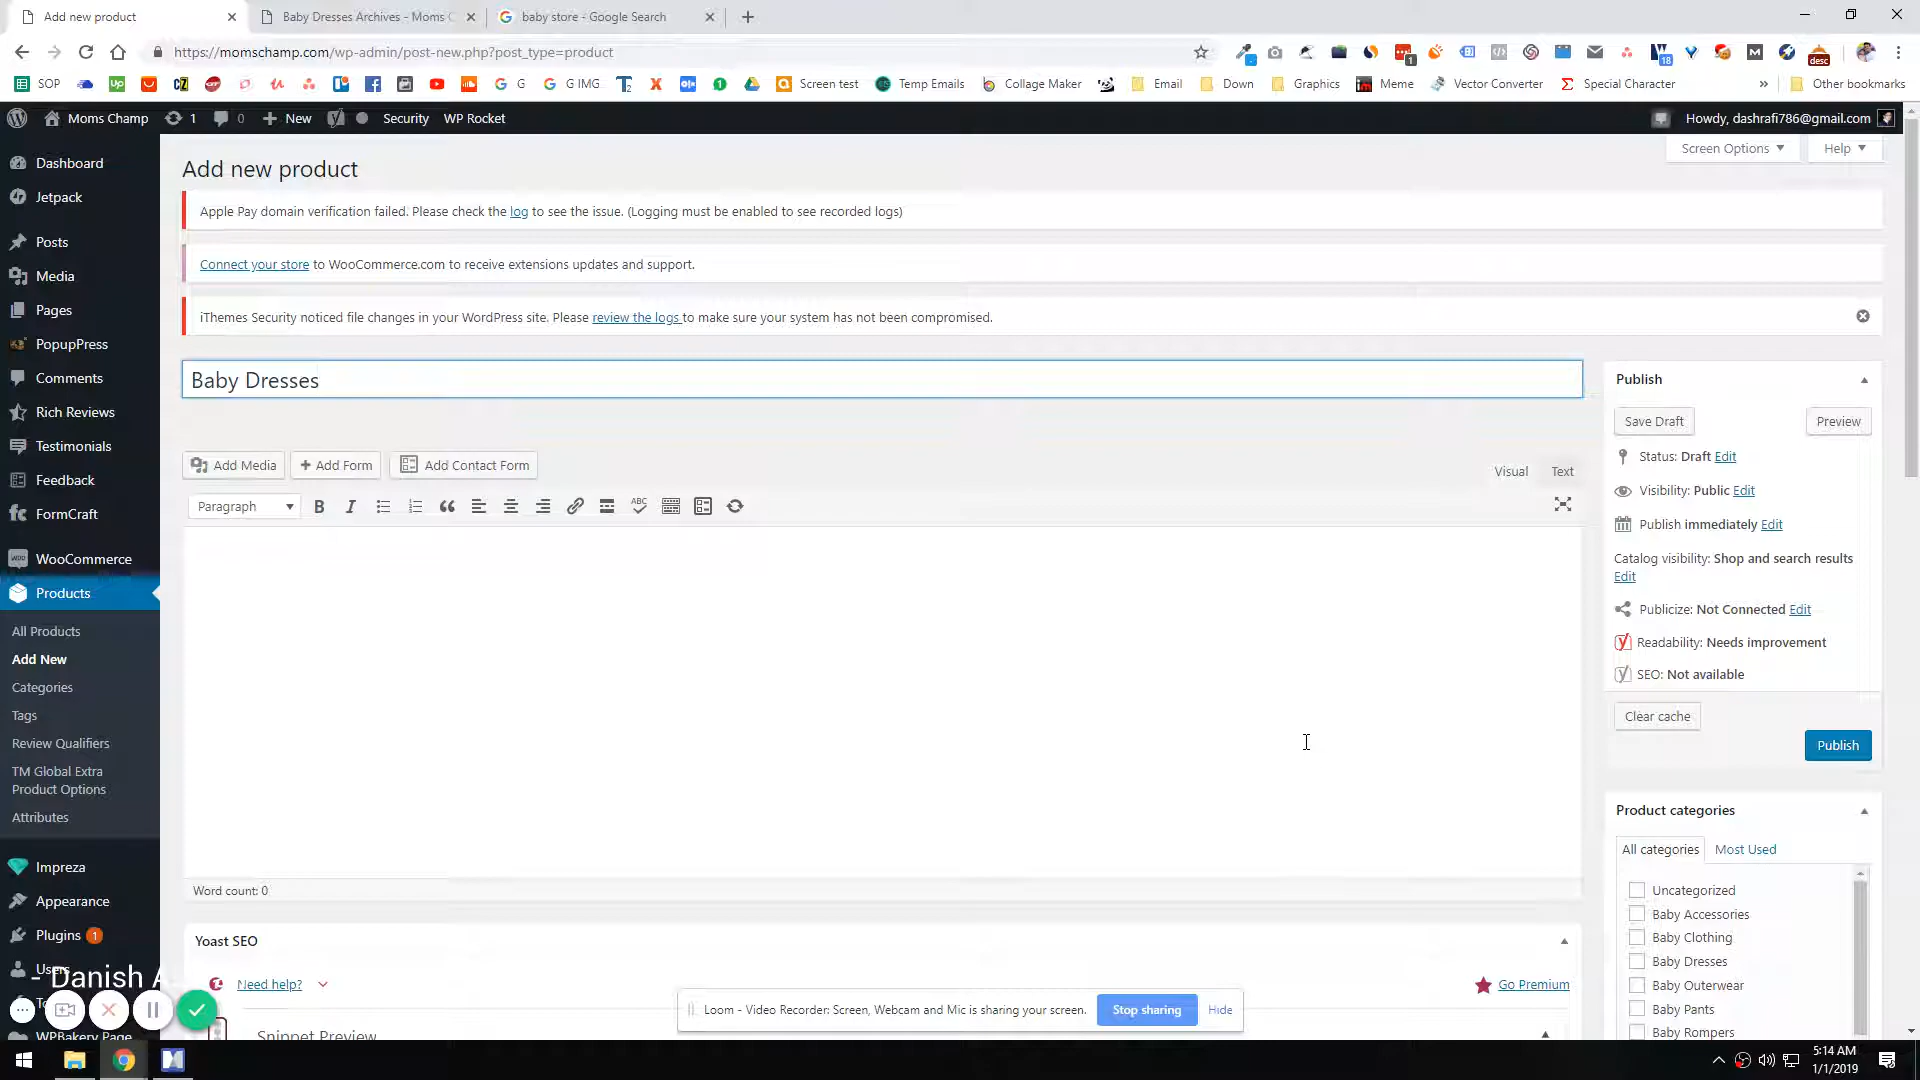 Add new product
Baby Dresses Archives - Moms C
baby store - Google Search
https://momschamp.com/wp-admin/post-new.php?post_type=product
SOP
G
G IMG
Screen test
Temp Emails
Collage Maker
Email
Down
Graphics
Meme
Vector Converter
Special Character
Other bookmarks
Moms Champ
1
0
New
Security
WP Rocket
Howdy, dashrafi786@gmail.com
Screen Options
Help
Dashboard
Jetpack
Posts
Media
Pages
PopupPress
Comments
Rich Reviews
Testimonials
Feedback
FormCraft
WooCommerce
Products
All Products
Add New
Categories
Tags
Review Qualifiers
TM Global Extra
Product Options
Attributes
Impreza
Appearance
Plugins 1
Users
- Danish A
WPBakery Page
Add new product
Apple Pay domain verification failed. Please check the log to see the issue. (Logging must be enabled to see recorded logs)
Connect your store to WooCommerce.com to receive extensions updates and support.
iThemes Security noticed file changes in your WordPress site. Please review the logs to make sure your system has not been compromised.
Baby Dresses
Add Media
+ Add Form
Add Contact Form
Visual
Text
Paragraph
B
I
ABC
Word count: 0
Yoast SEO
Need help?
Go Premium
Snippet Preview
Loom - Video Recorder: Screen, Webcam and Mic is sharing your screen.
Stop sharing
Hide
Publish
Save Draft
Preview
Status: Draft Edit
Visibility: Public Edit
Publish immediately Edit
Catalog visibility: Shop and search results
Edit
Publicize: Not Connected Edit
Readability: Needs improvement
SEO: Not available
Clear cache
Publish
Product categories
All categories
Most Used
Uncategorized
Baby Accessories
Baby Clothing
Baby Dresses
Baby Outerwear
Baby Pants
Baby Rompers
5:14 AM
1/1/2019